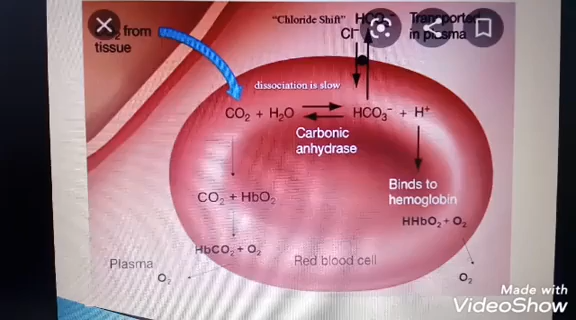 from
tissue
"Chloride Shift"
Cl⁻
in plasma
dissociation is slow
CO₂ + H₂O
HCO₃⁻ + H⁺
Carbonic
anhydrase
Binds to
hemoglobin
CO₂ + HbO₂
HHbO₂ + O₂
HbCO₂ + O₂
Red blood cell
Plasma
O₂
O₂
Made with
VideoShow